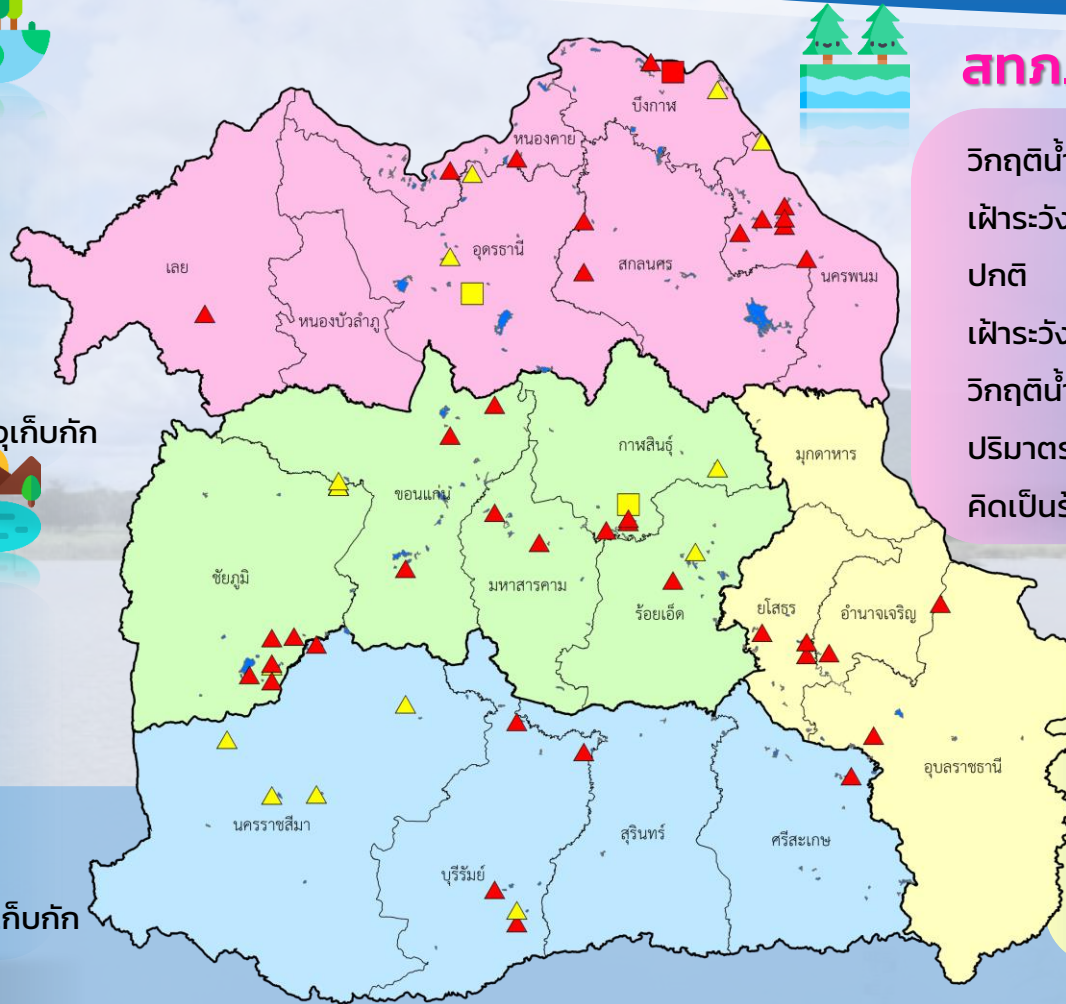 สทภ.
วิกฤติน้ำ
เฝ้าระวัง
ปกติ
เฝ้าระวัง
วิกฤติน้ำ
ปริมาตร
คิดเป็นร้
บึงกาฬ
หนองคาย
อุดรธานี
เลย
สกลนคร
นครพนม
หนองบัวลำภู
ุเก็บกัก
กาฬสินธุ์
มุกดาหาร
ขอนแก่น
ชัยภูมิ
มหาสารคาม
ร้อยเอ็ด
ยโสธร
อำนาจเจริญ
อุบลราชธานี
นครราชสีมา
สุรินทร์
ศรีสะเกษ
บุรีรัมย์
ก็บกัก